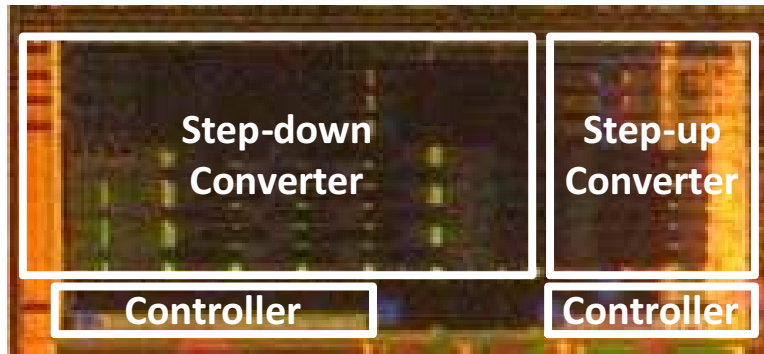 Step-down
Converter
Step-up
Converter
Controller
Controller